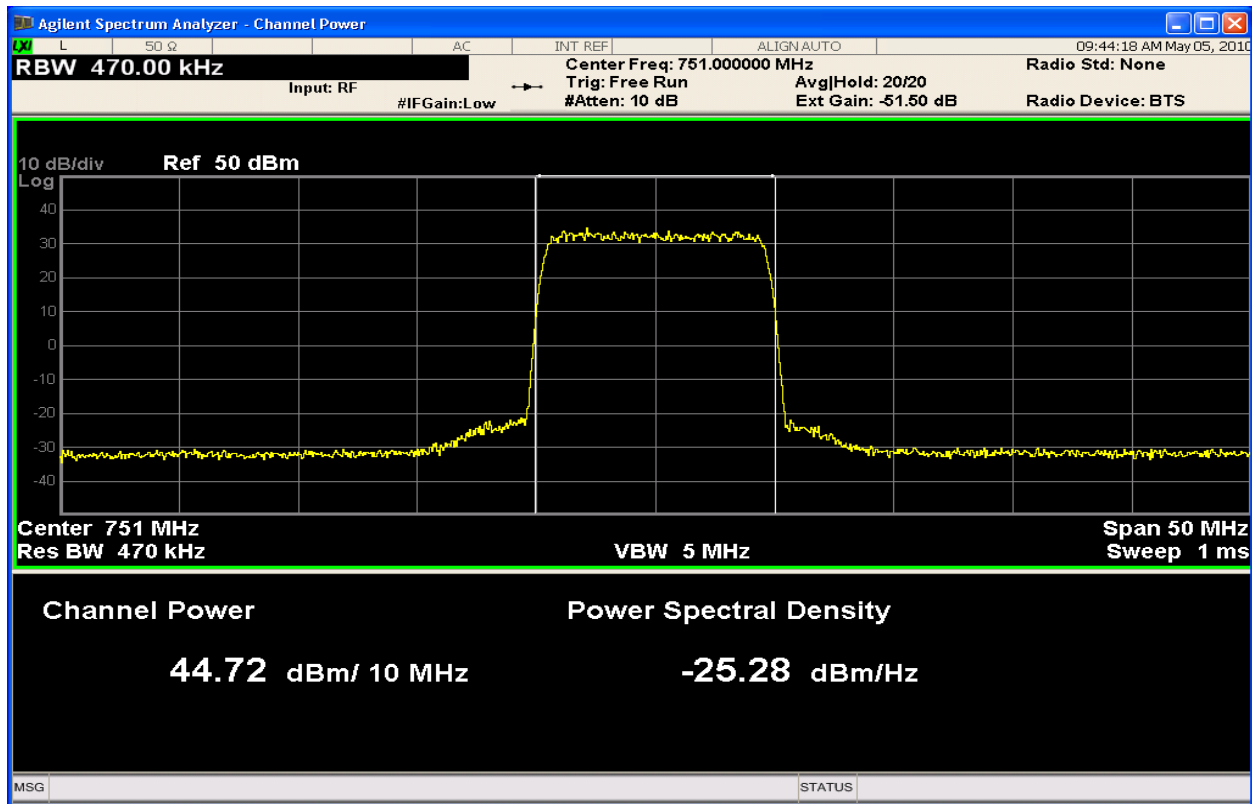 Agilent Spectrum Analyzer - Channel Power
LXI L 50 Ω AC INT REF ALIGN AUTO 09:44:18 AM May 05, 2010
RBW 470.00 kHz
Input: RF
#IFGain:Low
Center Freq: 751.000000 MHz
Trig: Free Run
Avg|Hold: 20/20
#Atten: 10 dB
Ext Gain: -51.50 dB
Radio Std: None
Radio Device: BTS
10 dB/div Ref 50 dBm
Log
40
30
20
10
0
-10
-20
-30
-40
Center 751 MHz Span 50 MHz
Res BW 470 kHz VBW 5 MHz Sweep 1 ms
Channel Power Power Spectral Density
44.72 dBm/ 10 MHz -25.28 dBm/Hz
MSG STATUS